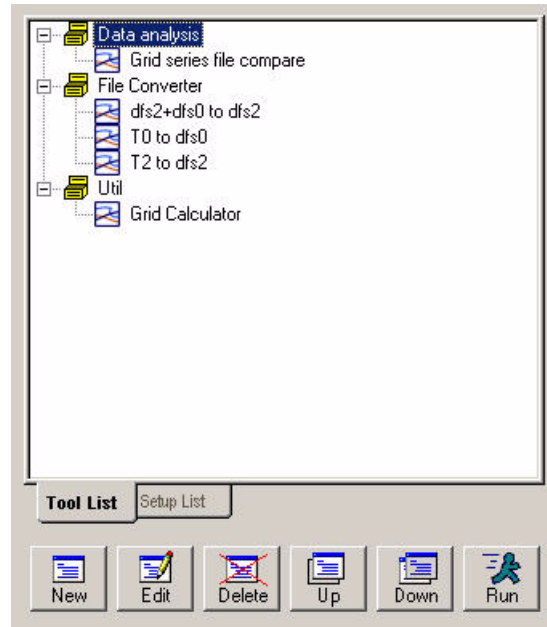 Data analysis
Grid series file compare
File Converter
dfs2+dfs0 to dfs2
T0 to dfs0
T2 to dfs2
Util
Grid Calculator
Tool List Setup List
New Edit Delete Up Down Run